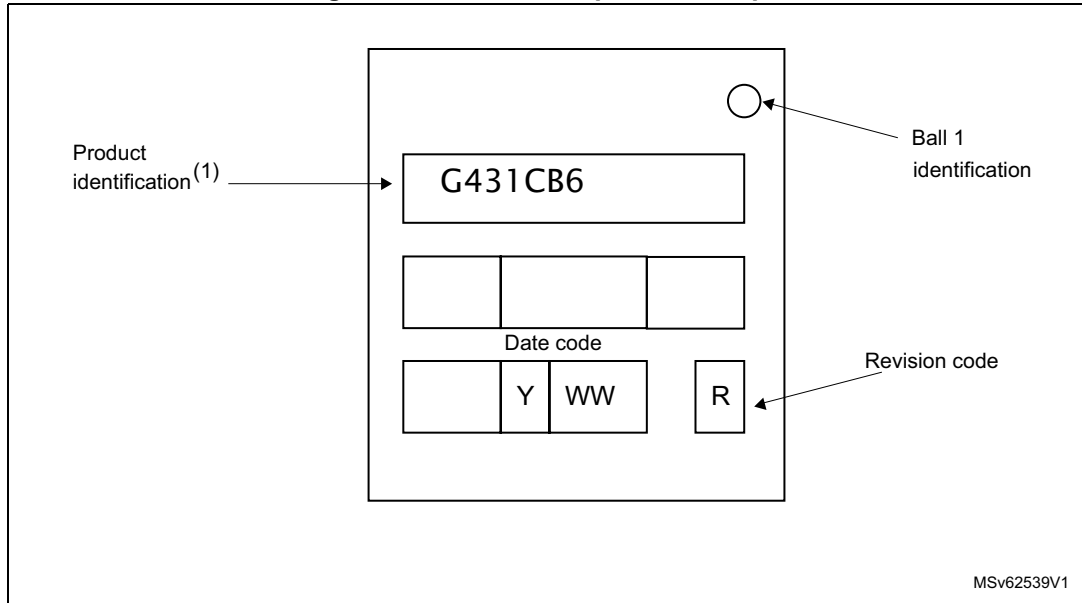 Product
identification(1)
Ball 1
identification
G431CB6
Date code
Y WW R
Revision code
MSv62539V1